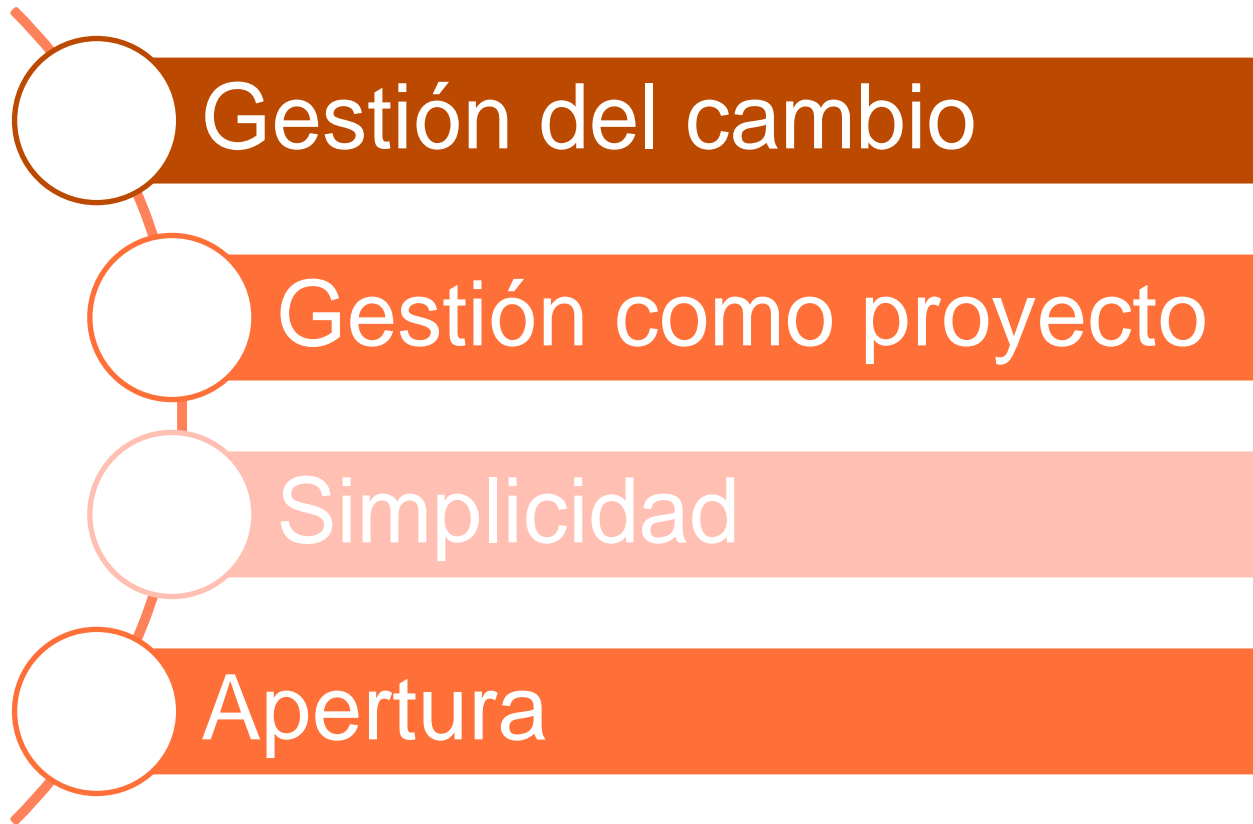 Gestión del cambio
Gestión como proyecto
Simplicidad
Apertura